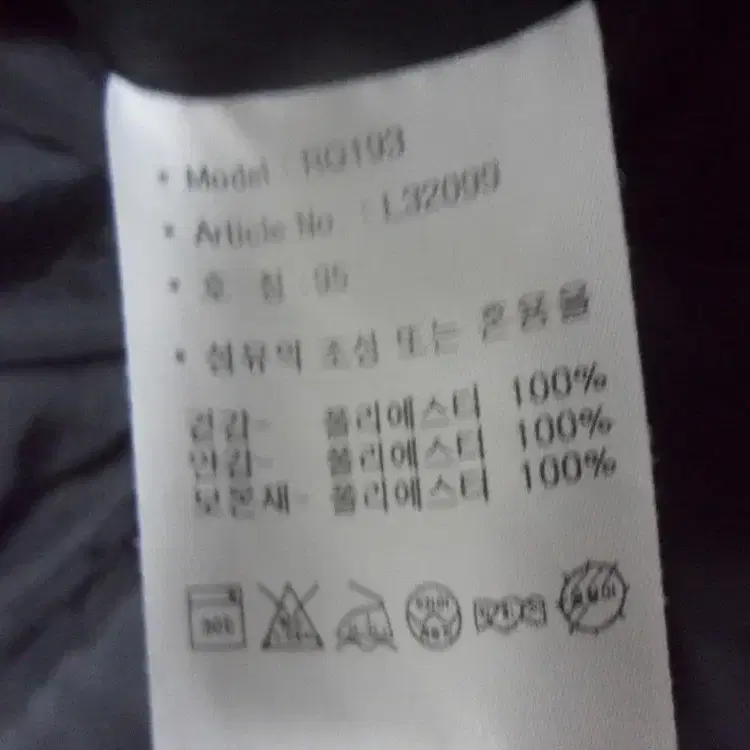 • Model : RG193
• Article No : L32099
• 호 칭 : 95
• 섬유의 조성 또는 혼용율
겉감- 폴리에스터 100%
안감- 폴리에스터 100%
보온재- 폴리에스터 100%